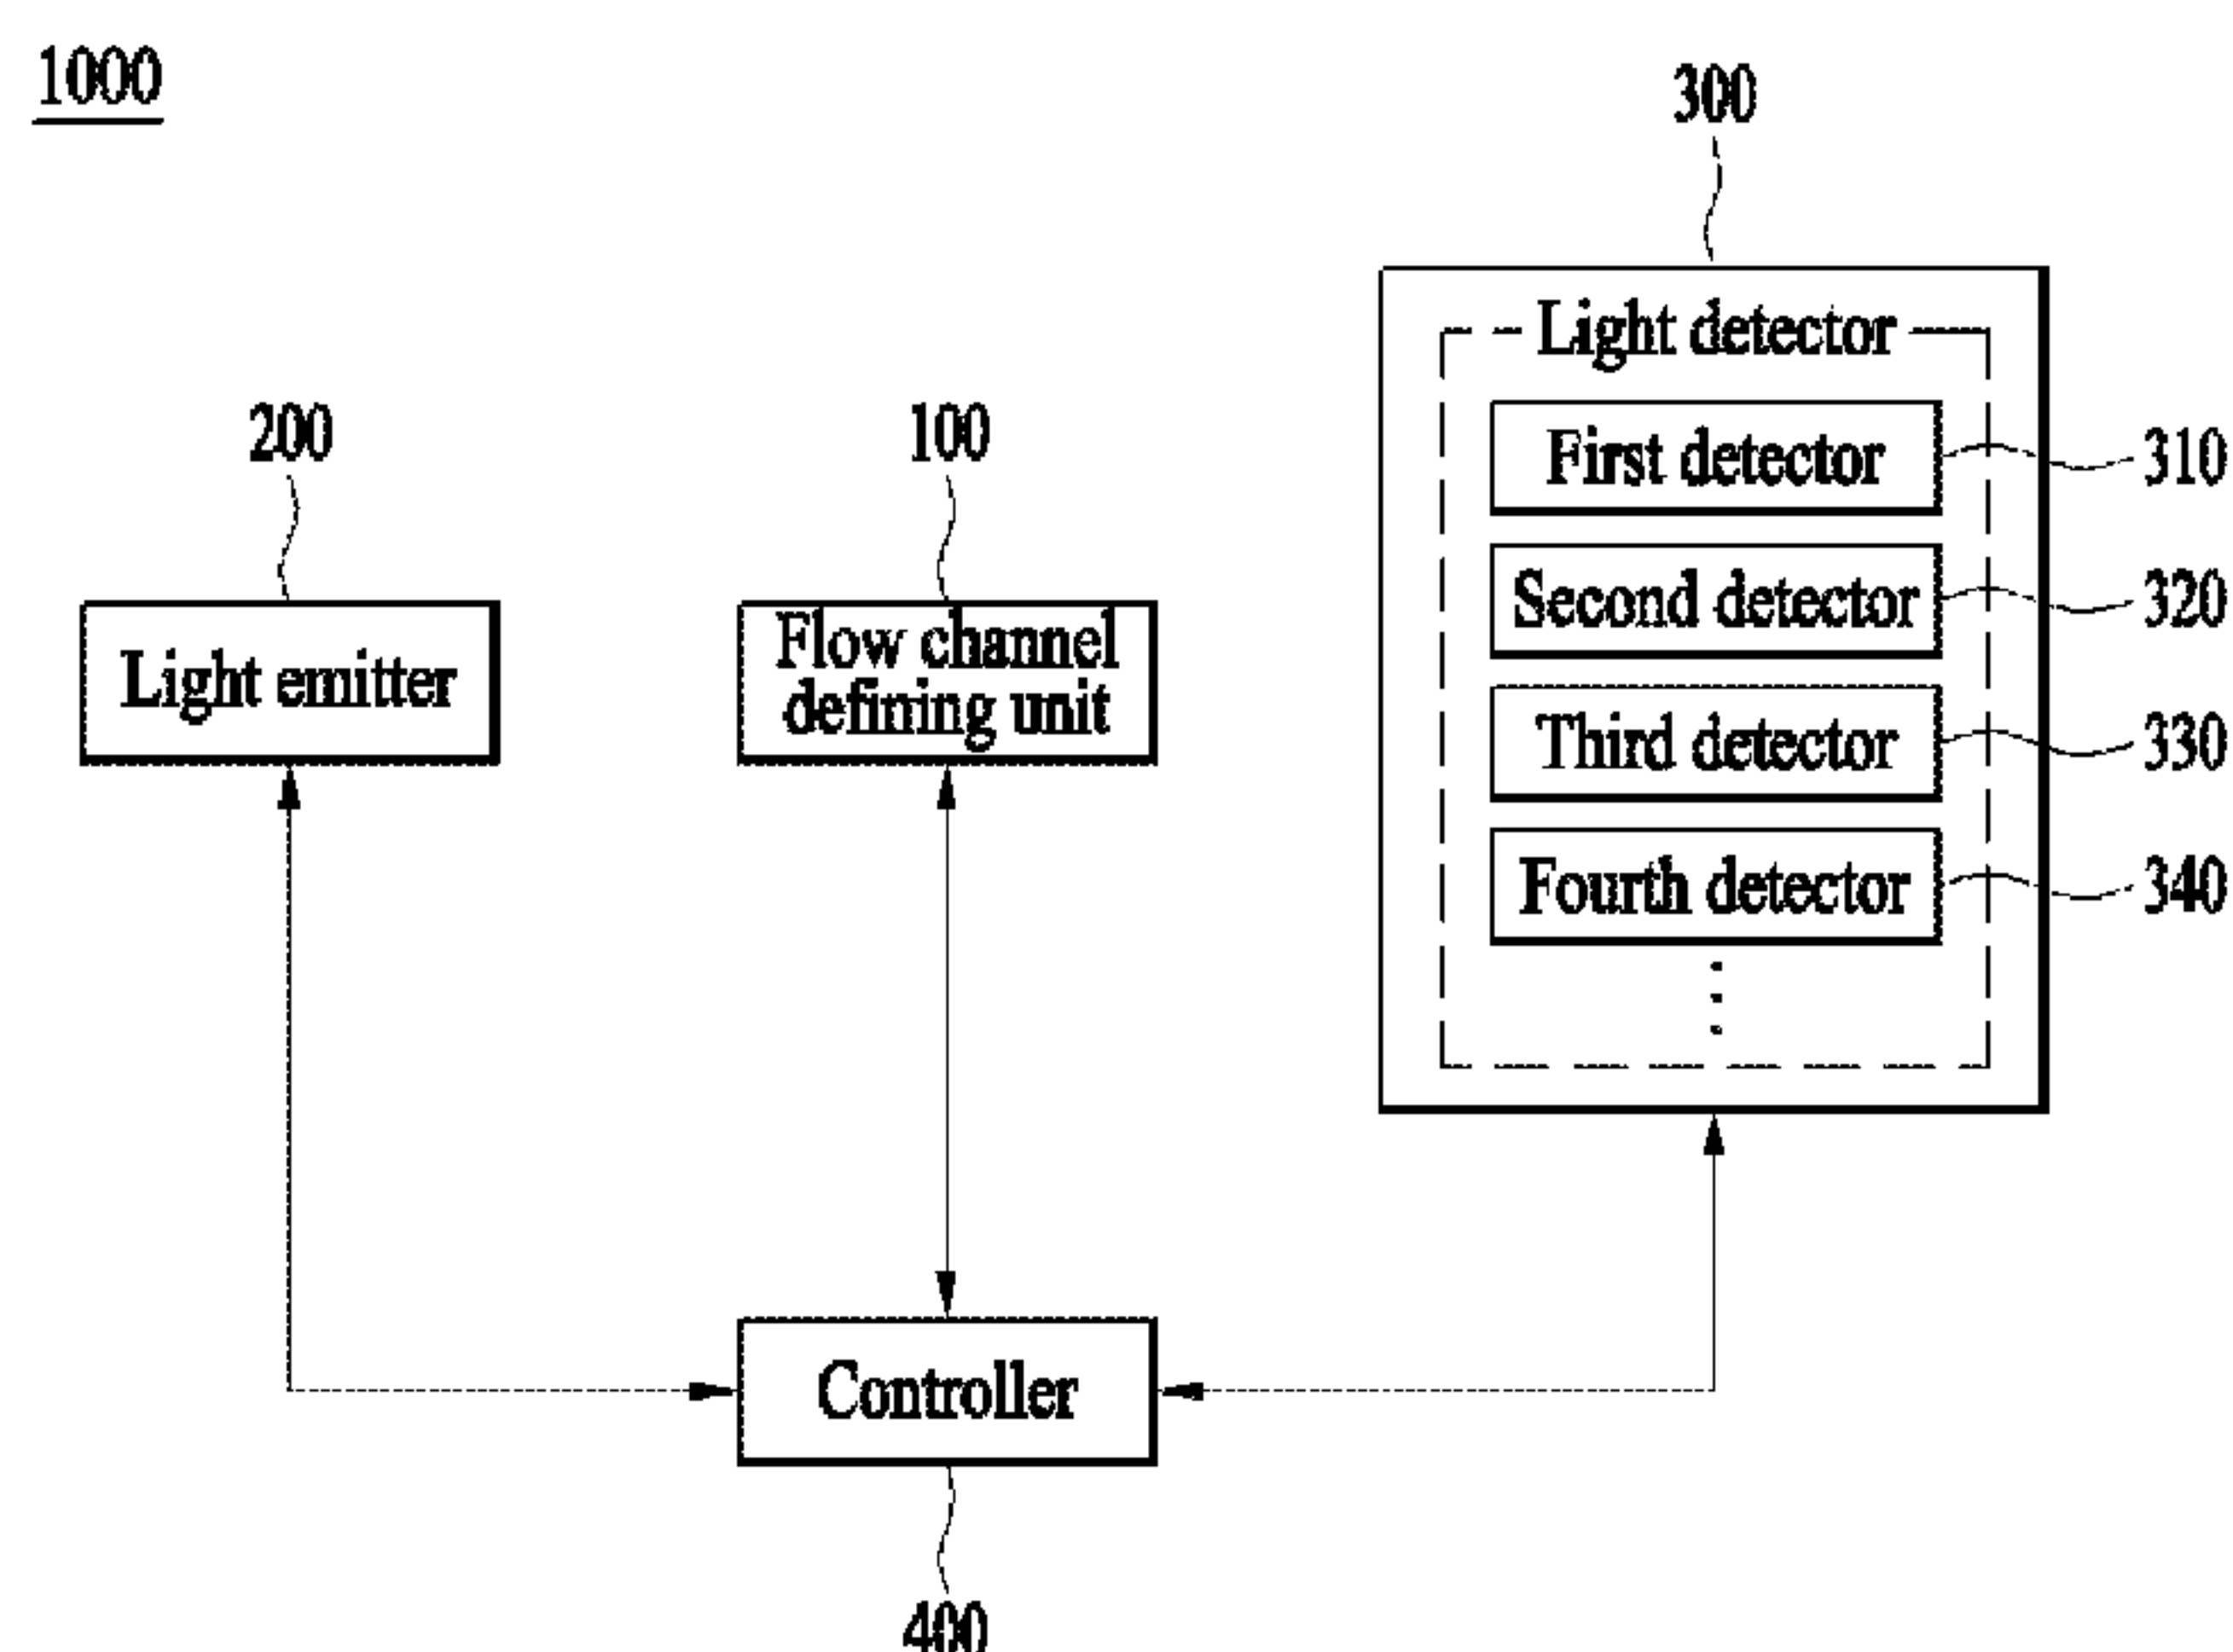 1000
300
Light detector
200
100
First detector
310
Second detector
320
Light emitter
Flow channel
defining unit
Third detector
330
Fourth detector
340
Controller
400